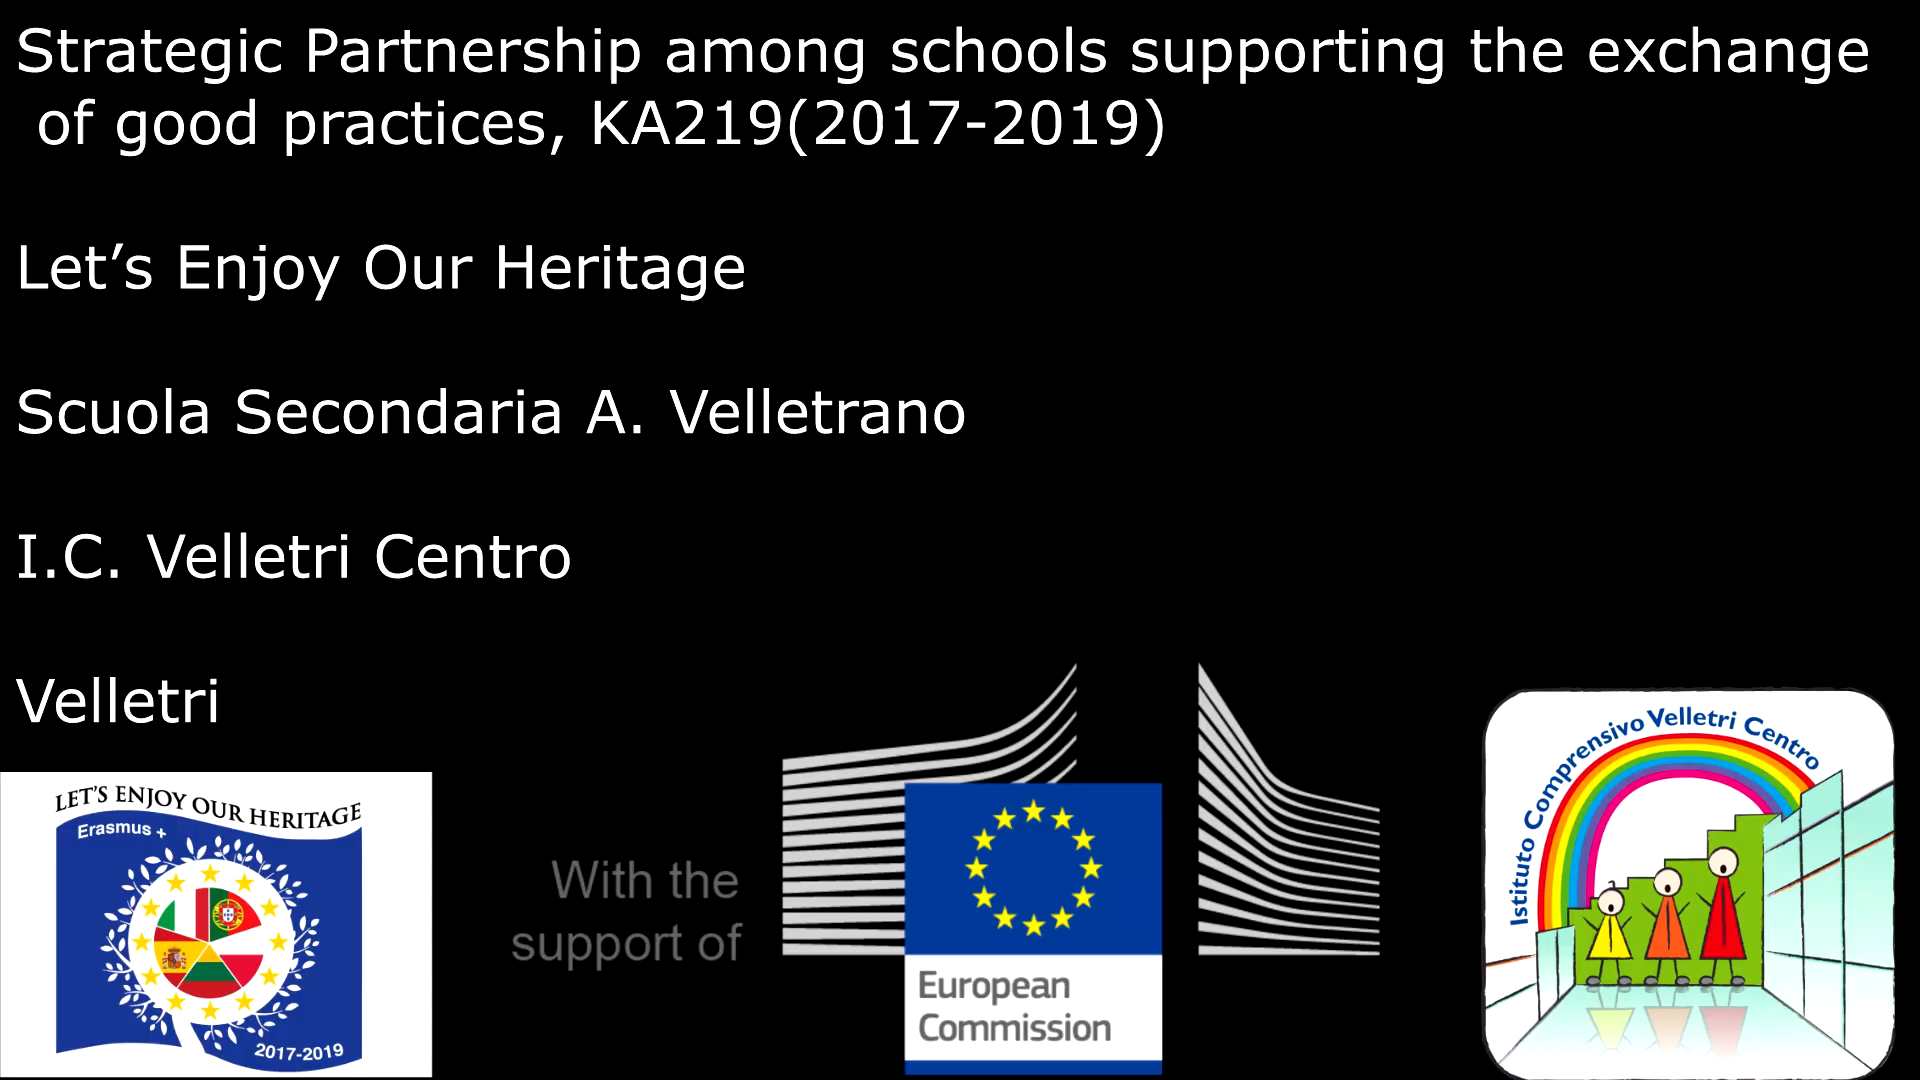 Strategic Partnership among schools supporting the exchange
of good practices, KA219(2017-2019)
Let’s Enjoy Our Heritage
Scuola Secondaria A. Velletrano
I.C. Velletri Centro
Velletri
LET'S ENJOY OUR HERITAGE
Erasmus +
2017-2019
With the
support of
European
Commission
Istituto Comprensivo Velletri Centro